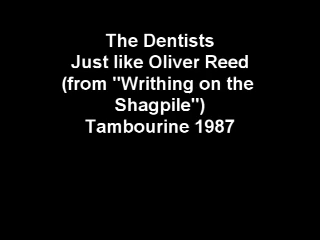 The Dentists
Just like Oliver Reed
(from "Writhing on the
Shagpile")
Tambourine 1987